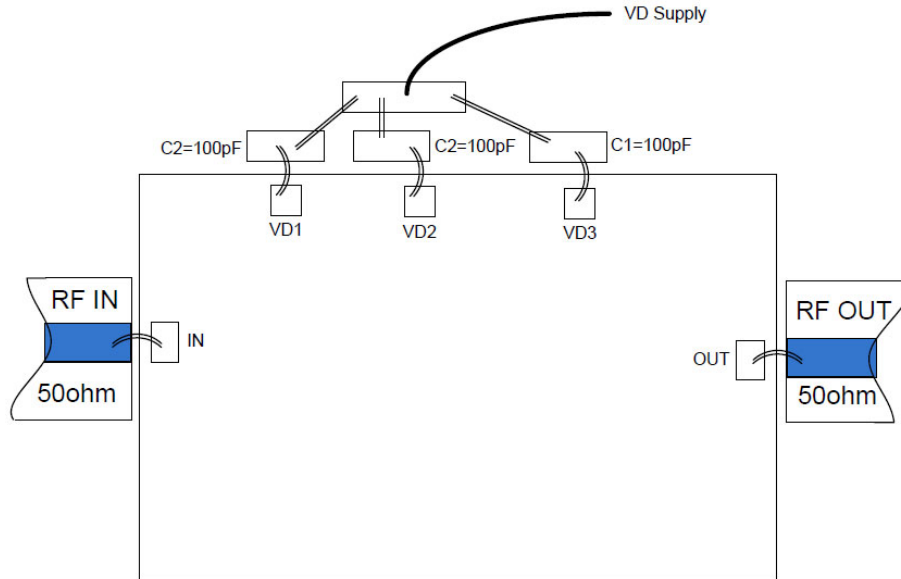 VD Supply
C2=100pF
C2=100pF
C1=100pF
VD1
VD2
VD3
RF IN
IN
50ohm
RF OUT
OUT
50ohm